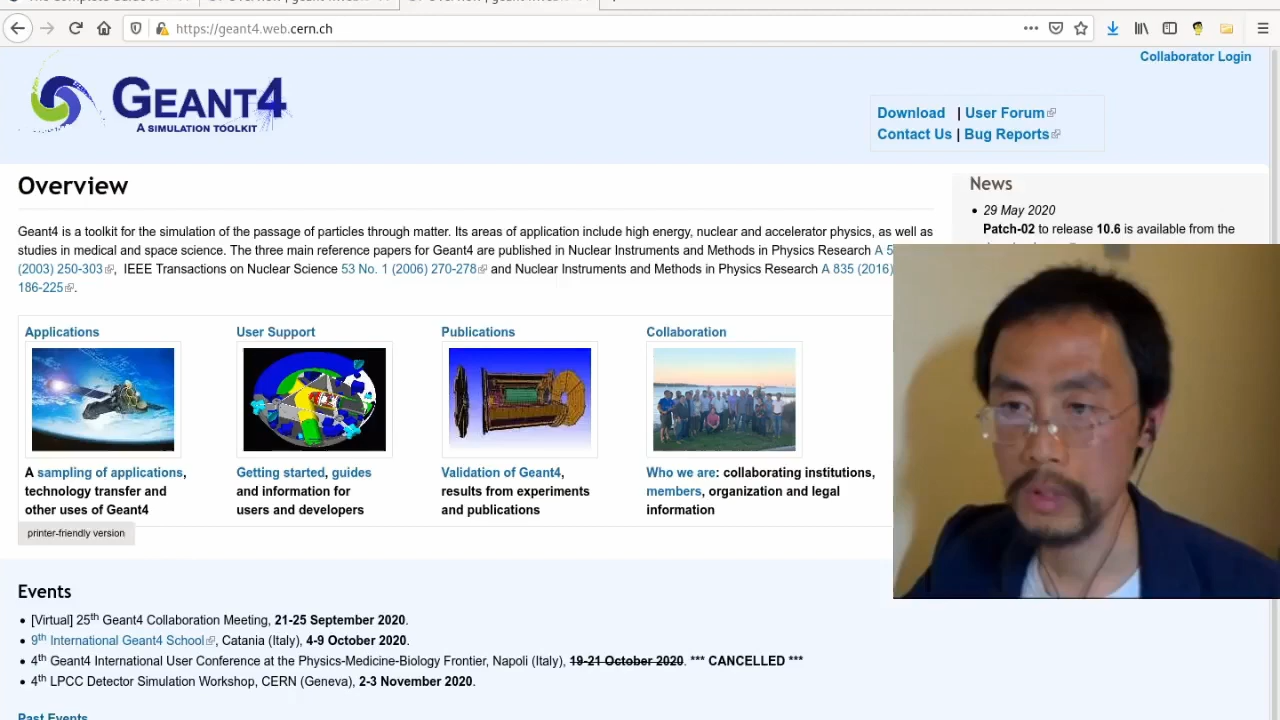 https://geant4.web.cern.ch
Collaborator Login
GEANT4
A SIMULATION TOOLKIT
Download | User Forum
Contact Us | Bug Reports
Overview
Geant4 is a toolkit for the simulation of the passage of particles through matter. Its areas of application include high energy, nuclear and accelerator physics, as well as
studies in medical and space science. The three main reference papers for Geant4 are published in Nuclear Instruments and Methods in Physics Research A 5
(2003) 250-303, IEEE Transactions on Nuclear Science 53 No. 1 (2006) 270-278 and Nuclear Instruments and Methods in Physics Research A 835 (2016)
186-225.
News
• 29 May 2020
Patch-02 to release 10.6 is available from the
Applications
User Support
Publications
Collaboration
A sampling of applications,
technology transfer and
other uses of Geant4
Getting started, guides
and information for
users and developers
Validation of Geant4,
results from experiments
and publications
Who we are: collaborating institutions,
members, organization and legal
information
printer-friendly version
Events
• [Virtual] 25th Geant4 Collaboration Meeting, 21-25 September 2020.
• 9th International Geant4 School, Catania (Italy), 4-9 October 2020.
• 4th Geant4 International User Conference at the Physics-Medicine-Biology Frontier, Napoli (Italy), 19-21 October 2020. *** CANCELLED ***
• 4th LPCC Detector Simulation Workshop, CERN (Geneva), 2-3 November 2020.
Past Events